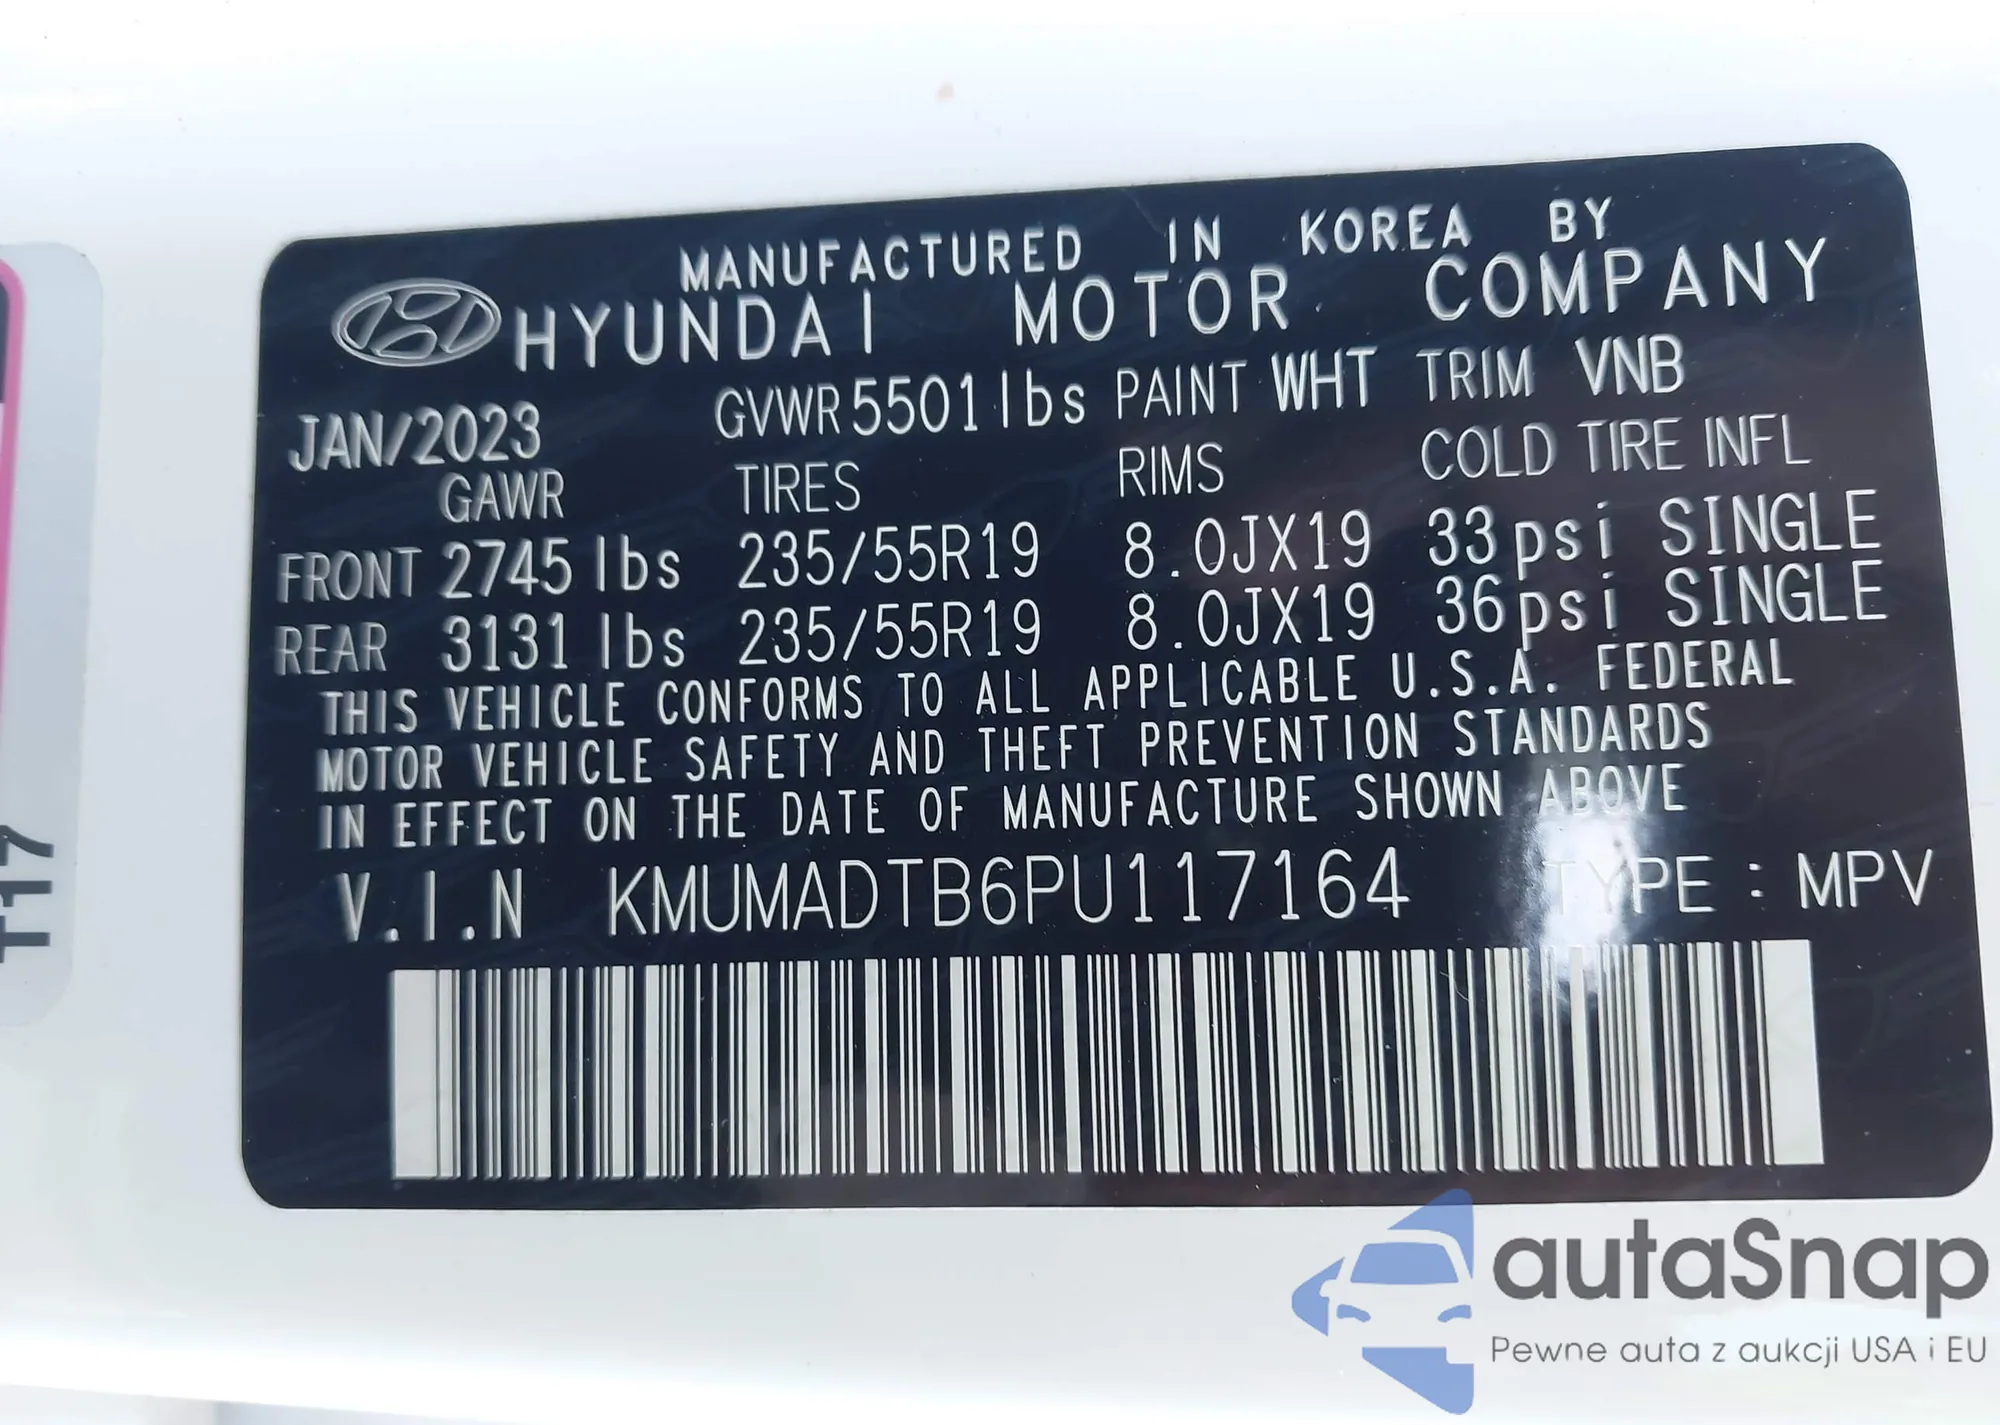 MANUFACTURED IN KOREA BY
HYUNDAI MOTOR COMPANY
JAN/2023 GVWR 5501 lbs PAINT WHT TRIM VNB
GAWR TIRES RIMS COLD TIRE INFL
FRONT 2745 lbs 235/55R19 8.0JX19 33 psi SINGLE
REAR 3131 lbs 235/55R19 8.0JX19 36 psi SINGLE
THIS VEHICLE CONFORMS TO ALL APPLICABLE U.S.A. FEDERAL
MOTOR VEHICLE SAFETY AND THEFT PREVENTION STANDARDS
IN EFFECT ON THE DATE OF MANUFACTURE SHOWN ABOVE
V.I.N KMUMADTB6PU117164 TYPE : MPV
T17
autaSnap
Pewne auta z aukcji USA i EU